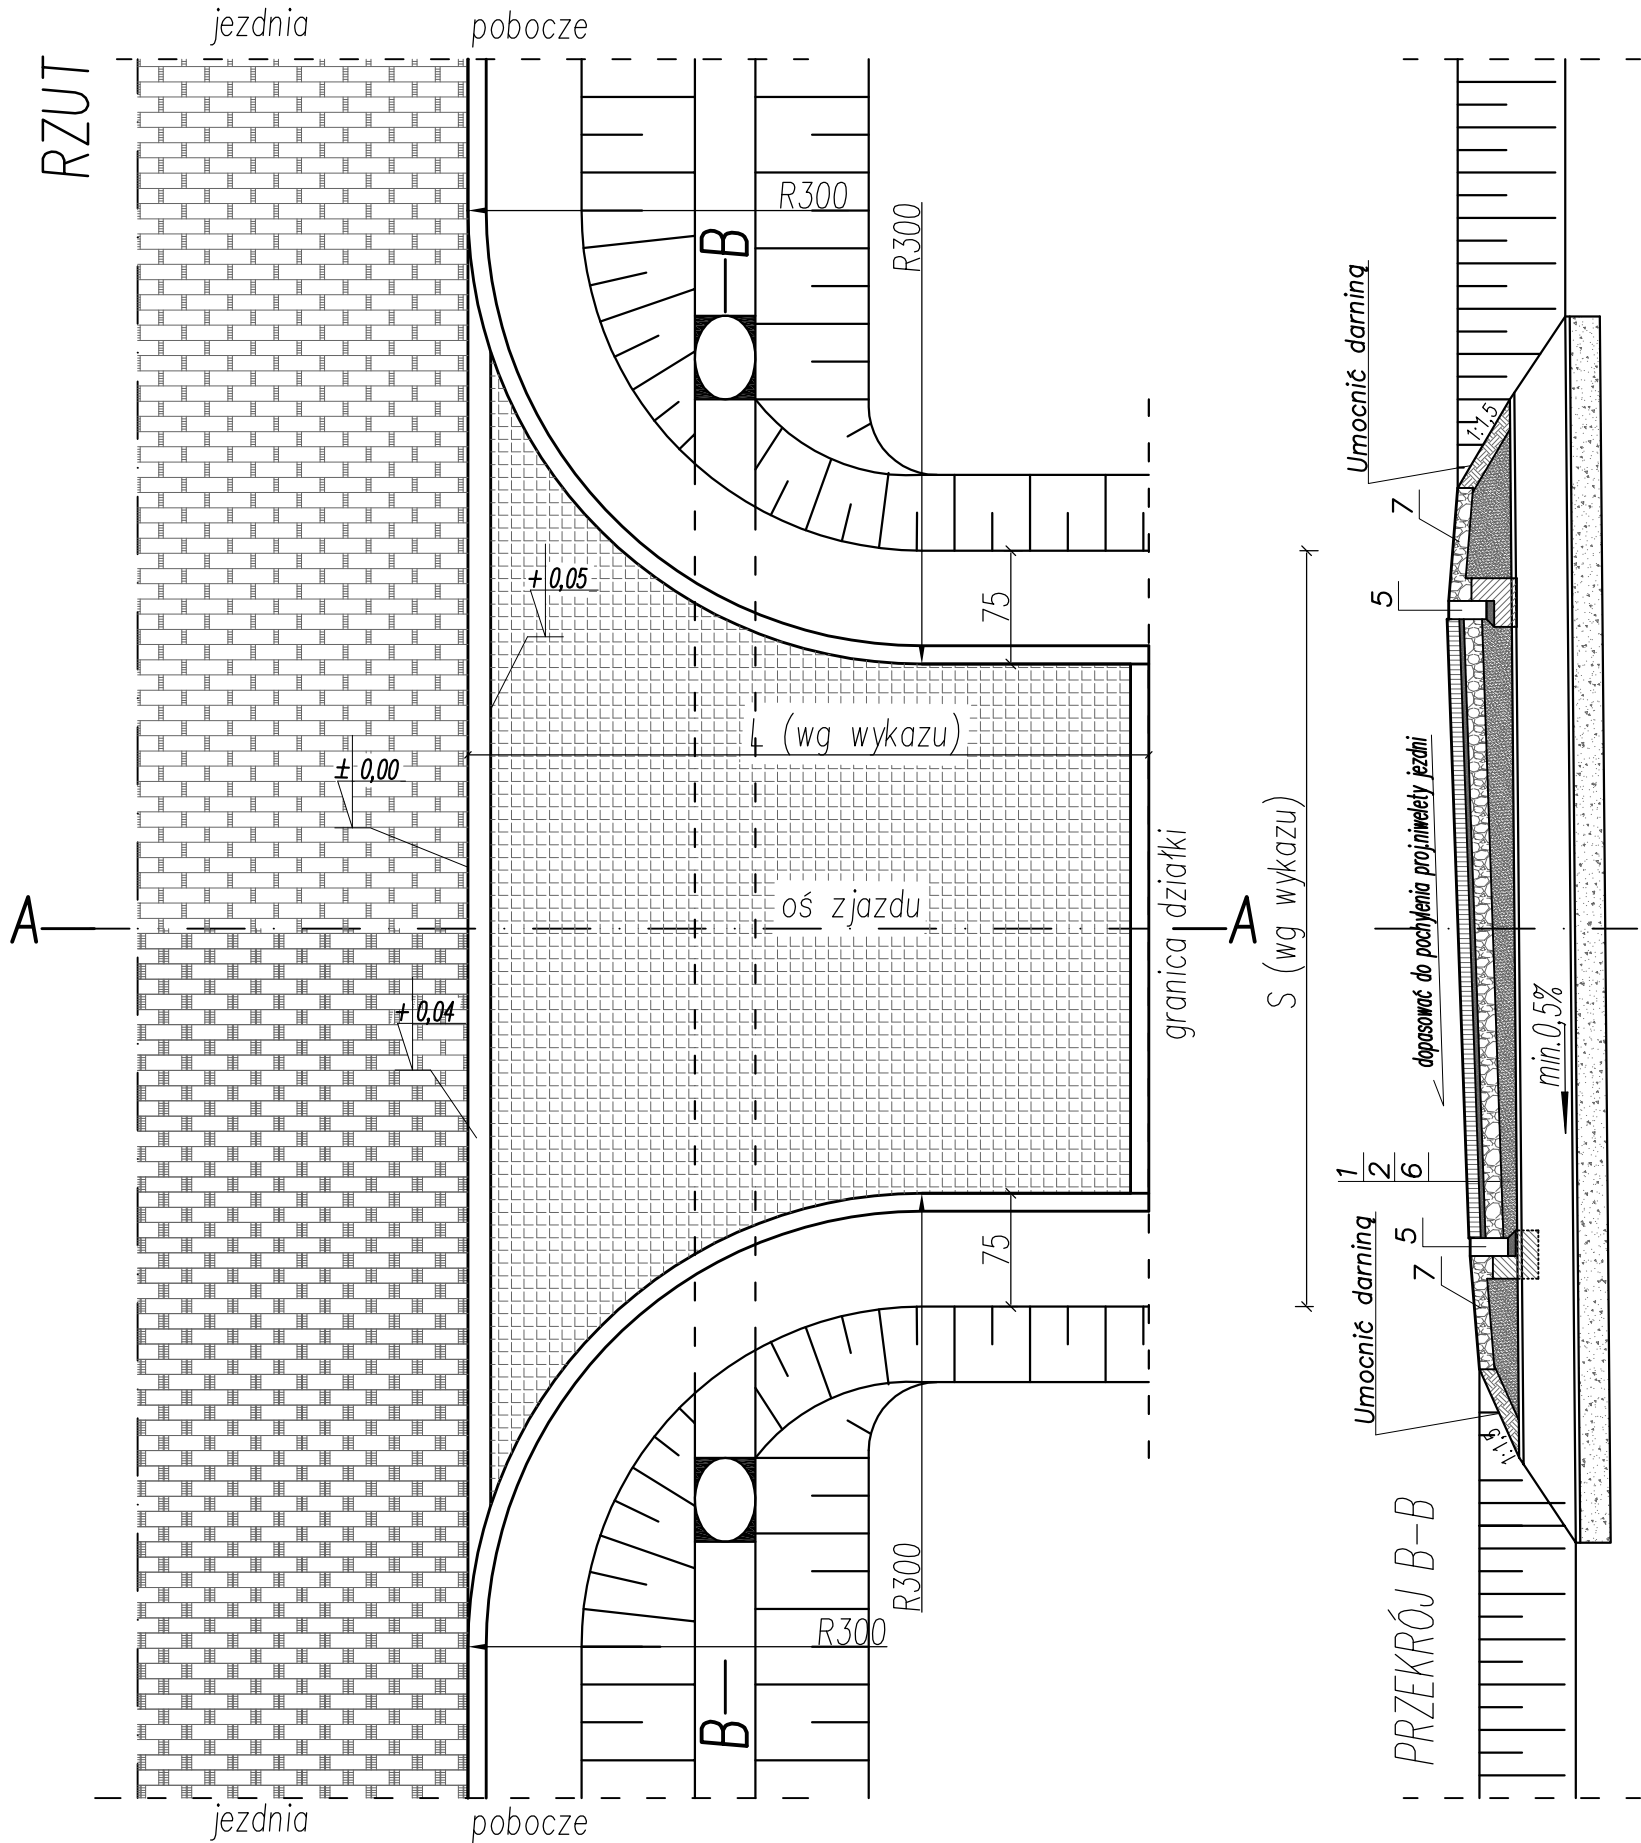 jezdnia
pobocze
RZUT
R300
R300
B
Umocnić darniną
1:1,5
7
5
+ 0,05
75
L (wg wykazu)
± 0,00
dopasować do pochylenia proj.niwelety jezdni
A
oś zjazdu
A
granica działki
S (wg wykazu)
+ 0,04
min.0,5%
1
2
6
5
7
75
Umocnić darniną
1:1,5
R300
R300
B
PRZEKRÓJ B-B
jezdnia
pobocze